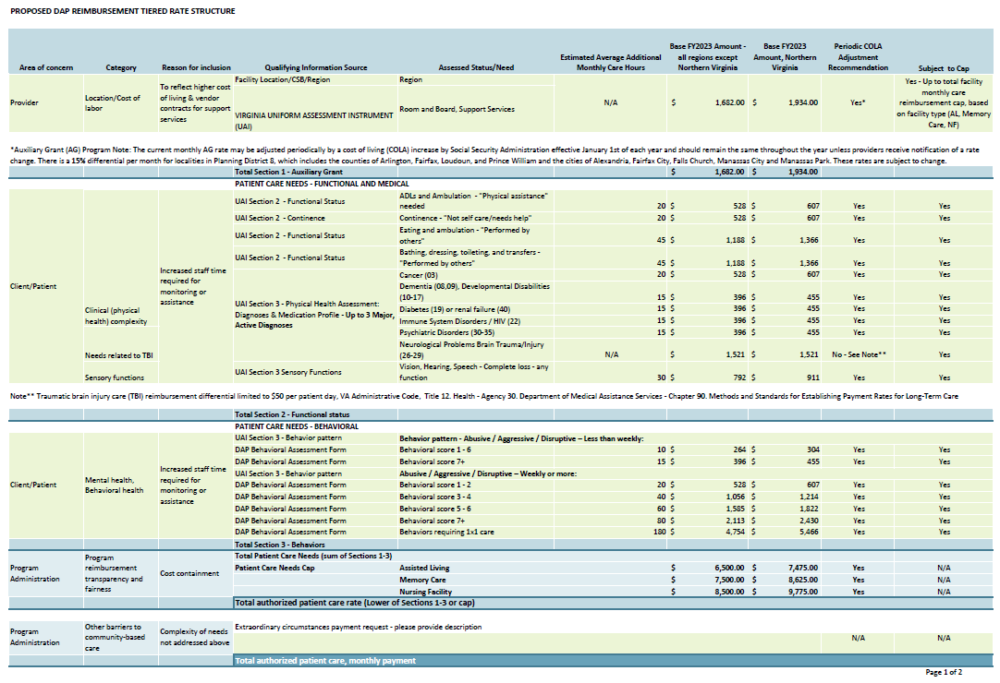 PROPOSED DAP REIMBURSEMENT TIERED RATE STRUCTURE
Area of concern Category Reason for inclusion Qualifying Information Source Assessed Status/Need Estimated Average Additional Monthly Care Hours Base FY2023 Amount - all regions except Northern Virginia Base FY2023 Amount, Northern Virginia Periodic COLA Adjustment Recommendation Subject to Cap
Provider
Location/Cost of labor
To reflect higher cost of living & vendor contracts for support services
Facility Location/CSB/Region Region
VIRGINIA UNIFORM ASSESSMENT INSTRUMENT (UAI) Room and Board, Support Services N/A $ 1,682.00 $ 1,934.00 Yes*
Yes - Up to total facility monthly care reimbursement cap, based on facility type (AL, Memory Care, NF)
*Auxiliary Grant (AG) Program Note: The current monthly AG rate may be adjusted periodically by a cost of living (COLA) increase by Social Security Administration effective January 1st of each year and should remain the same throughout the year unless providers receive notification of a rate
change. There is a 15% differential per month for localities in Planning District 8, which includes the counties of Arlington, Fairfax, Loudoun, and Prince William and the cities of Alexandria, Fairfax City, Falls Church, Manassas City and Manassas Park. These rates are subject to change.
Total Section 1 - Auxiliary Grant $ 1,682.00 $ 1,934.00
PATIENT CARE NEEDS - FUNCTIONAL AND MEDICAL
Client/Patient
Clinical (physical health) complexity
Increased staff time required for monitoring or assistance
UAI Section 2 - Functional Status ADLs and Ambulation - "Physical assistance" needed 20 $ 528 $ 607 Yes Yes
UAI Section 2 - Continence Continence - "Not self care/needs help" 20 $ 528 $ 607 Yes Yes
UAI Section 2 - Functional Status Eating and ambulation - "Performed by others" 45 $ 1,188 $ 1,366 Yes Yes
UAI Section 2 - Functional Status Bathing, dressing, toileting, and transfers - "Performed by others" 45 $ 1,188 $ 1,366 Yes Yes
UAI Section 3 - Physical Health Assessment: Diagnoses & Medication Profile - Up to 3 Major, Active Diagnoses
Cancer (03) 20 $ 528 $ 607 Yes Yes
Dementia (08,09), Developmental Disabilities (10-17) 15 $ 396 $ 455 Yes Yes
Diabetes (19) or renal failure (40) 15 $ 396 $ 455 Yes Yes
Immune System Disorders / HIV (22) 15 $ 396 $ 455 Yes Yes
Psychiatric Disorders (30-35) 15 $ 396 $ 455 Yes Yes
Needs related to TBI Neurological Problems Brain Trauma/Injury (26-29) N/A $ 1,521 $ 1,521 No - See Note** Yes
Sensory functions UAI Section 3 Sensory Functions Vision, Hearing, Speech - Complete loss - any function 30 $ 792 $ 911 Yes Yes
Note** Traumatic brain injury care (TBI) reimbursement differential limited to $50 per patient day, VA Administrative Code, Title 12. Health - Agency 30. Department of Medical Assistance Services - Chapter 90. Methods and Standards for Establishing Payment Rates for Long-Term Care
Total Section 2 - Functional status
PATIENT CARE NEEDS - BEHAVIORAL
Client/Patient
Mental health, Behavioral health
Increased staff time required for monitoring or assistance
UAI Section 3 - Behavior pattern Behavior pattern - Abusive / Aggressive / Disruptive – Less than weekly:
DAP Behavioral Assessment Form Behavioral score 1 - 6 10 $ 264 $ 304 Yes Yes
DAP Behavioral Assessment Form Behavioral score 7+ 15 $ 396 $ 455 Yes Yes
UAI Section 3 - Behavior pattern Abusive / Aggressive / Disruptive – Weekly or more:
DAP Behavioral Assessment Form Behavioral score 1 - 2 20 $ 528 $ 607 Yes Yes
DAP Behavioral Assessment Form Behavioral score 3 - 4 40 $ 1,056 $ 1,214 Yes Yes
DAP Behavioral Assessment Form Behavioral score 5 - 6 60 $ 1,585 $ 1,822 Yes Yes
DAP Behavioral Assessment Form Behavioral score 7+ 80 $ 2,113 $ 2,430 Yes Yes
DAP Behavioral Assessment Form Behaviors requiring 1x1 care 180 $ 4,754 $ 5,466 Yes Yes
Total Section 3 - Behaviors
Program Administration
Program reimbursement transparency and fairness
Cost containment
Total Patient Care Needs (sum of Sections 1-3)
Patient Care Needs Cap Assisted Living $ 6,500.00 $ 7,475.00 Yes N/A
Memory Care $ 7,500.00 $ 8,625.00 Yes N/A
Nursing Facility $ 8,500.00 $ 9,775.00 Yes N/A
Total authorized patient care rate (Lower of Sections 1-3 or cap)
Program Administration
Other barriers to community-based care
Complexity of needs not addressed above
Extraordinary circumstances payment request - please provide description
N/A N/A
Total authorized patient care, monthly payment
Page 1 of 2